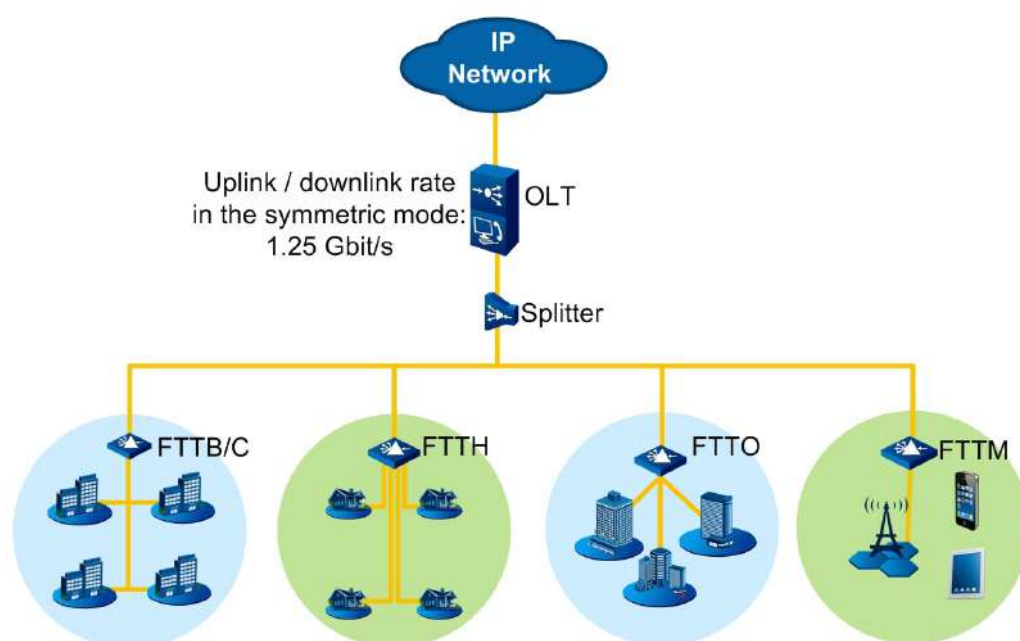 IP
Network
Uplink / downlink rate
in the symmetric mode:
1.25 Gbit/s
OLT
Splitter
FTTB/C
FTTH
FTTO
FTTM